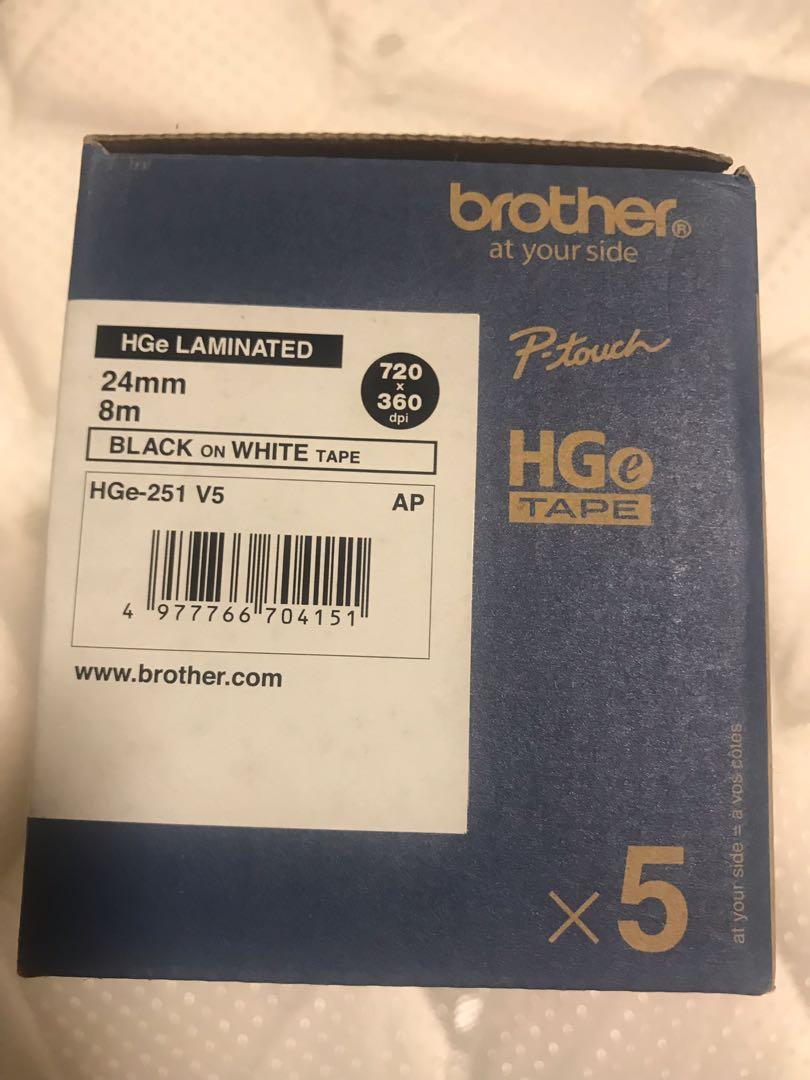 brother®
at your side
P-touch
HGe
TAPE
HGe LAMINATED
24mm
8m
720
x
360
dpi
BLACK ON WHITE TAPE
HGe-251 V5
AP
4 977766 704151
www.brother.com
×5
at your side = a vos côtés